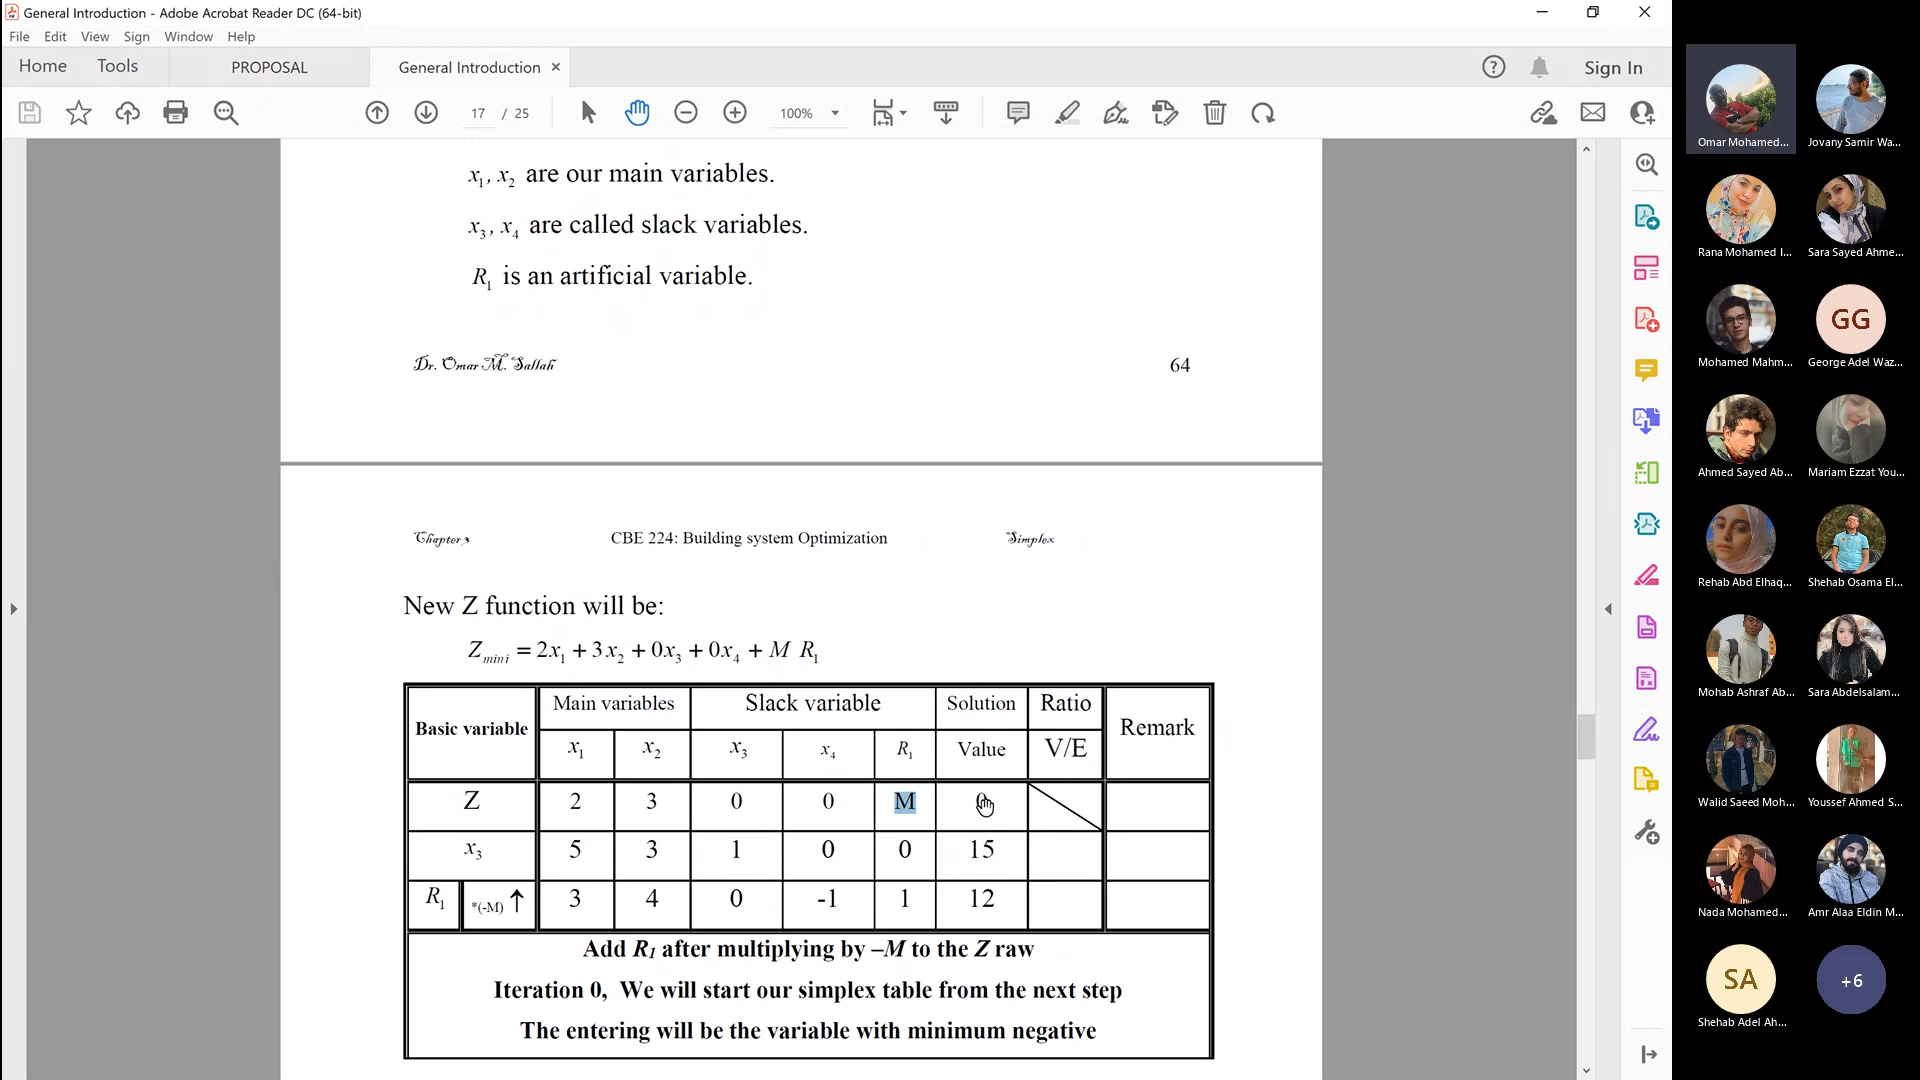 General Introduction - Adobe Acrobat Reader DC (64-bit)
File Edit View Sign Window Help
Home Tools PROPOSAL General Introduction × Sign In
17 / 25 100%
x₁, x₂ are our main variables.
x₃, x₄ are called slack variables.
R₁ is an artificial variable.
Dr. Omar M. Sallah 64
Chapter 3 CBE 224: Building system Optimization Simplex
New Z function will be:
Z mini = 2x₁ + 3x₂ + 0x₃ + 0x₄ + M R₁
Basic variable Main variables Slack variable Solution Ratio Remark
x₁ x₂ x₃ x₄ R₁ Value V/E
Z 2 3 0 0 M 0
x₃ 5 3 1 0 0 15
R₁ *(-M) ↑ 3 4 0 -1 1 12
Add R₁ after multiplying by –M to the Z raw
Iteration 0, We will start our simplex table from the next step
The entering will be the variable with minimum negative
Omar Mohamed... Jovany Samir Wa...
Rana Mohamed I... Sara Sayed Ahme...
GG
Mohamed Mahm... George Adel Waz...
Ahmed Sayed Ab... Mariam Ezzat You...
Rehab Abd Elhaq... Shehab Osama El...
Mohab Ashraf Ab... Sara Abdelsalam...
Walid Saeed Moh... Youssef Ahmed S...
Nada Mohamed... Amr Alaa Eldin M...
SA +6
Shehab Adel Ah...